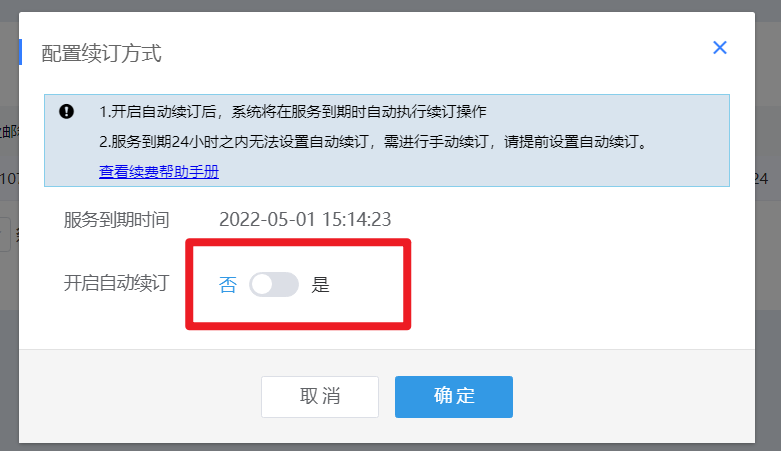 配置续订方式
1.开启自动续订后，系统将在服务到期时自动执行续订操作
2.服务到期24小时之内无法设置自动续订，需进行手动续订，请提前设置自动续订。
查看续费帮助手册
107
24
服务到期时间 2022-05-01 15:14:23
开启自动续订 否 是
取消 确定